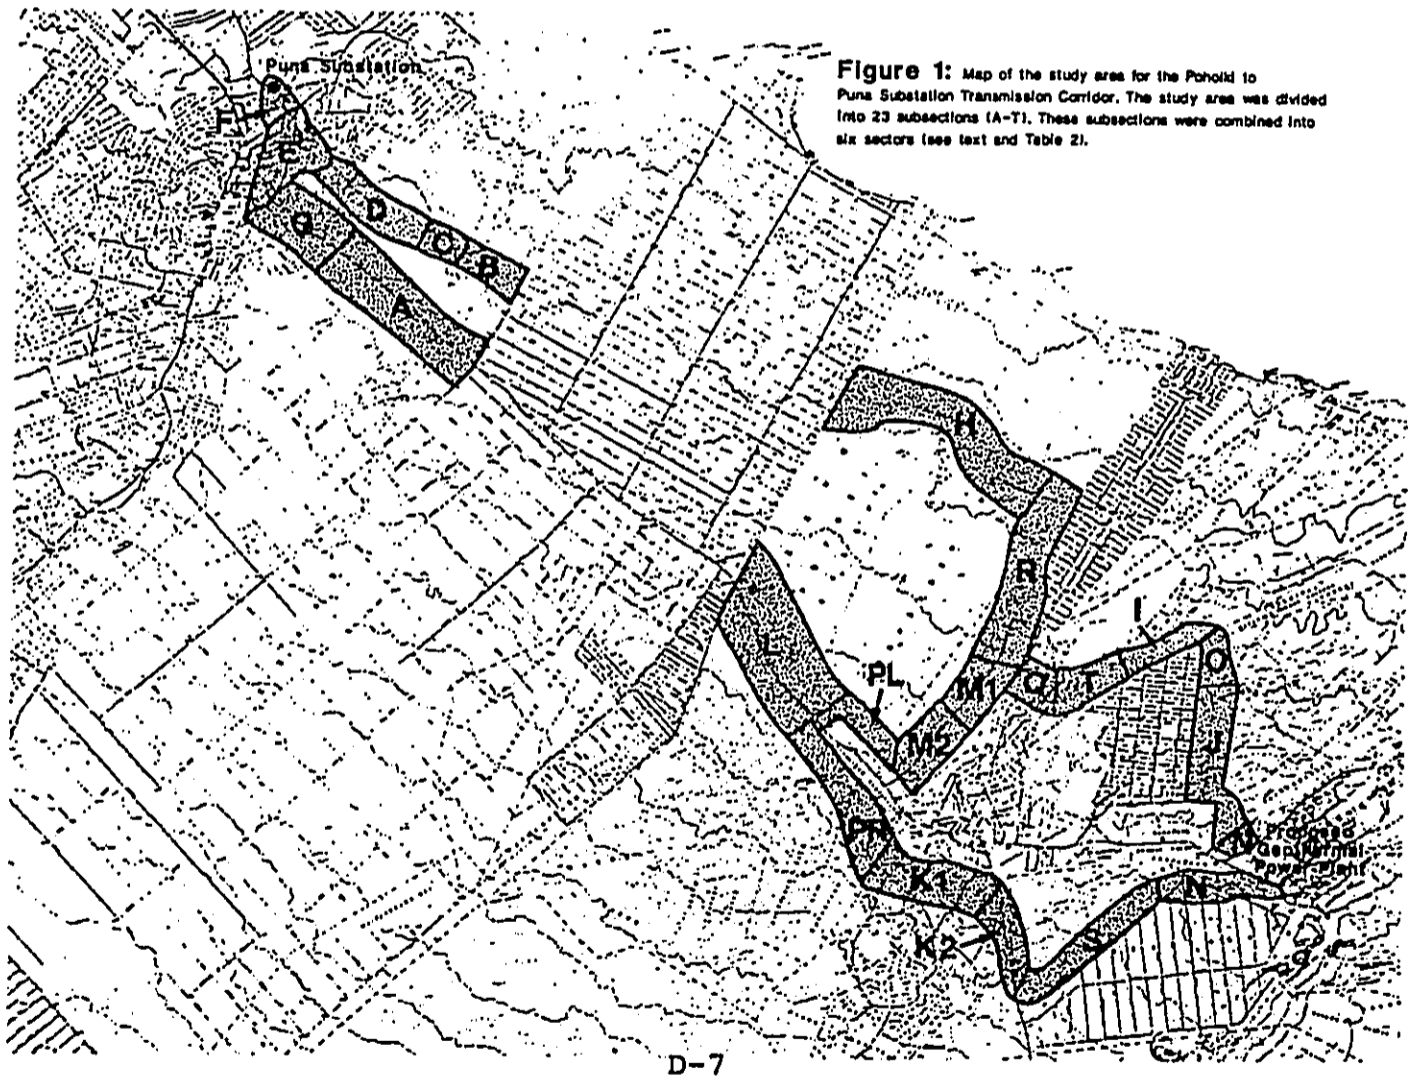 Puna Substation
Figure 1: Map of the study area for the Pohoiki to
Puna Substation Transmission Corridor. The study area was divided
into 23 subsections (A-T). These subsections were combined into
six sectors (see text and Table 2).
F
E
D
C
B
G
A
H
R
I
L
PL
M1
Q
T
O
M2
J
PR
Proposed
Geothermal
Power Plant
K1
N
K2
S
D-7